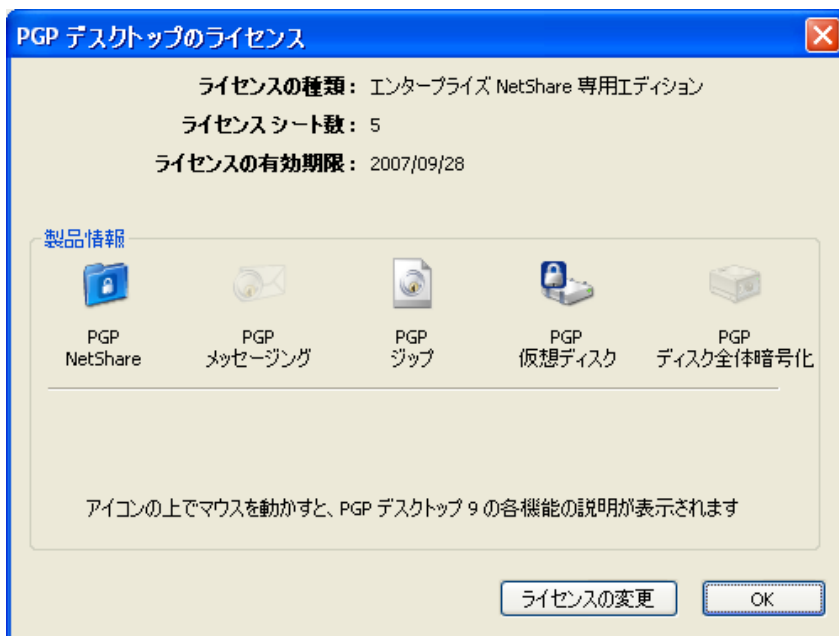 PGP デスクトップのライセンス
ライセンスの種類： エンタープライズ NetShare 専用エディション
ライセンス シート数： 5
ライセンスの有効期限： 2007/09/28
製品情報
PGP NetShare
PGP メッセージング
PGP ジップ
PGP 仮想ディスク
PGP ディスク全体暗号化
アイコンの上でマウスを動かすと、PGP デスクトップ 9 の各機能の説明が表示されます
ライセンスの変更
OK